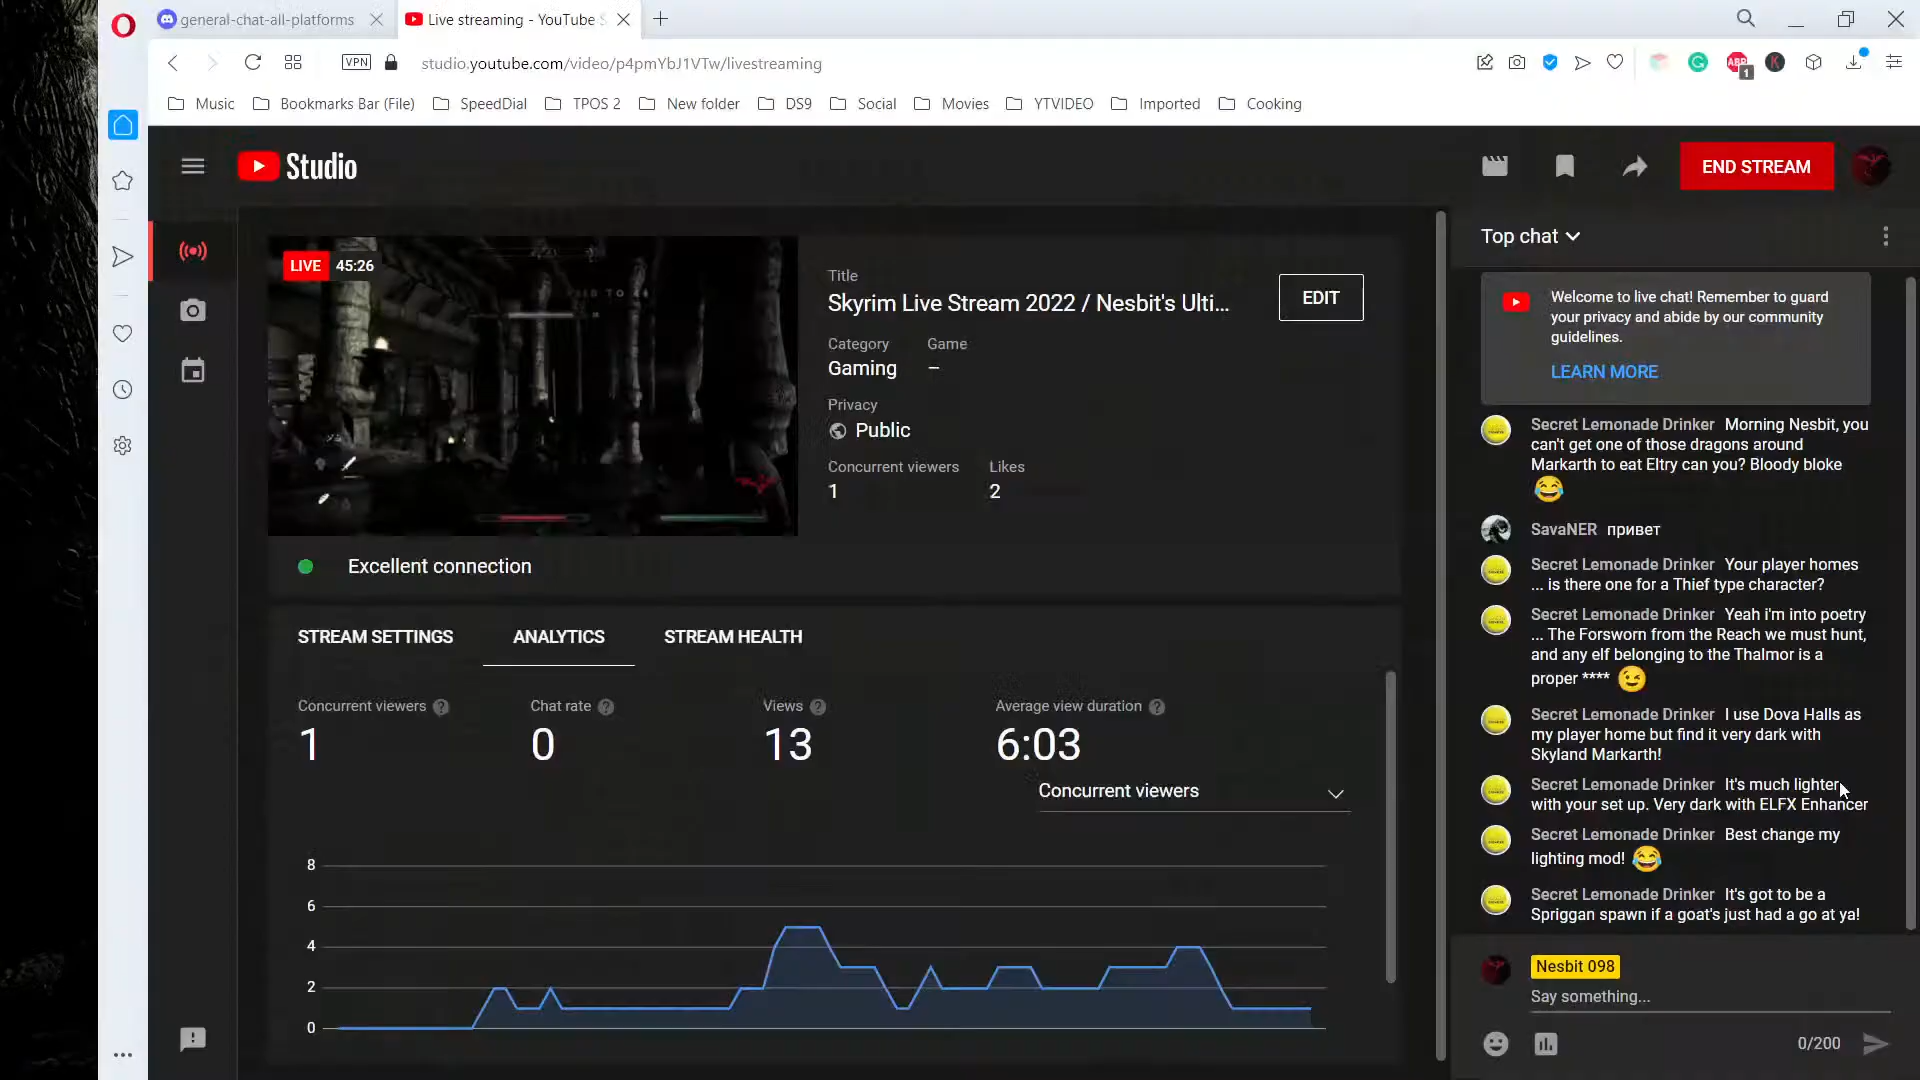 general-chat-all-platforms
Live streaming - YouTube S
VPN
studio.youtube.com/video/p4pmYbJ1VTw/livestreaming
ABP
1
K
Music
Bookmarks Bar (File)
SpeedDial
TPOS 2
New folder
DS9
Social
Movies
YTVIDEO
Imported
Cooking
Studio
END STREAM
LIVE 45:26
Title
Skyrim Live Stream 2022 / Nesbit's Ulti...
EDIT
Category
Game
Gaming
–
Privacy
Public
Concurrent viewers
Likes
1
2
Excellent connection
STREAM SETTINGS
ANALYTICS
STREAM HEALTH
Concurrent viewers ?
Chat rate ?
Views ?
Average view duration ?
1
0
13
6:03
Concurrent viewers
8
6
4
2
0
Top chat
Welcome to live chat! Remember to guard
your privacy and abide by our community
guidelines.
LEARN MORE
Secret Lemonade Drinker Morning Nesbit, you
can't get one of those dragons around
Markarth to eat Eltry can you? Bloody bloke
😂
SavaNER привет
Secret Lemonade Drinker Your player homes
... is there one for a Thief type character?
Secret Lemonade Drinker Yeah i'm into poetry
... The Forsworn from the Reach we must hunt,
and any elf belonging to the Thalmor is a
proper **** 😉
Secret Lemonade Drinker I use Dova Halls as
my player home but find it very dark with
Skyland Markarth!
Secret Lemonade Drinker It's much lighter
with your set up. Very dark with ELFX Enhancer
Secret Lemonade Drinker Best change my
lighting mod! 😂
Secret Lemonade Drinker It's got to be a
Spriggan spawn if a goat's just had a go at ya!
Nesbit 098
Say something...
0/200